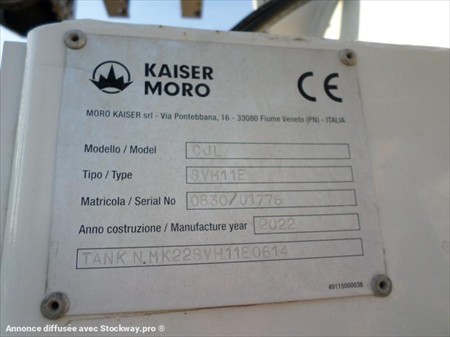 KAISER
MORO
CE
MORO KAISER srl - Via Pontebbana, 16 - 33080 Fiume Veneto (PN) - ITALIA
Modello / Model CJL
Tipo / Type SVH11E
Matricola / Serial No 0830/U1776
Anno costruzione / Manufacture year 2022
TANK N.MK22SVH11E0614
49115000038
Annonce diffusée avec Stockway.pro ®